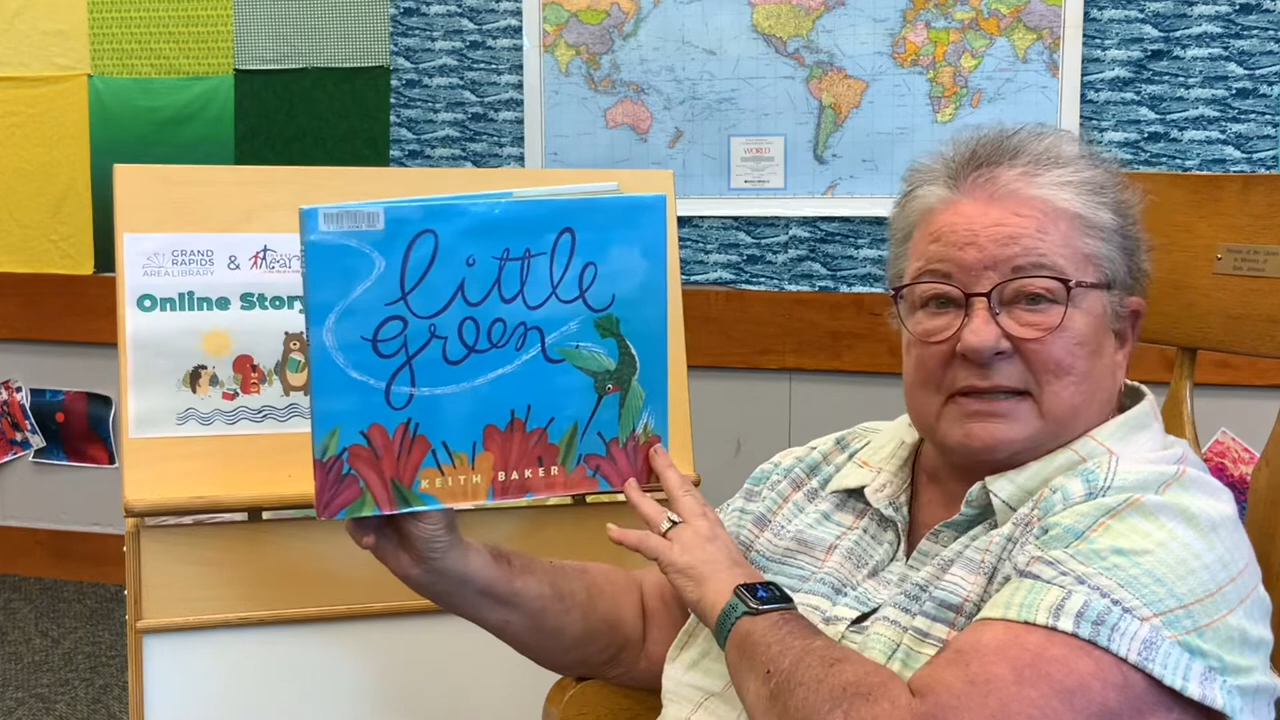 WORLD
GRAND
RAPIDS
AREA LIBRARY
&
Online Story
little
green
KEITH BAKER